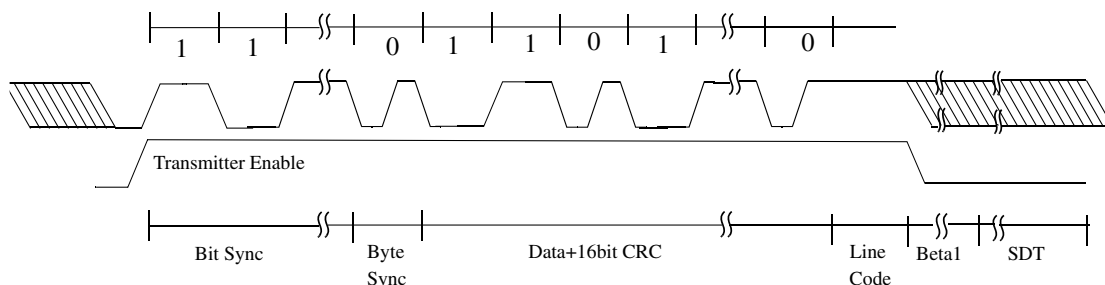 1 1 0 1 1 0 1 0
Transmitter Enable
Bit Sync
Byte
Sync
Data+16bit CRC
Line
Code
Beta1
SDT